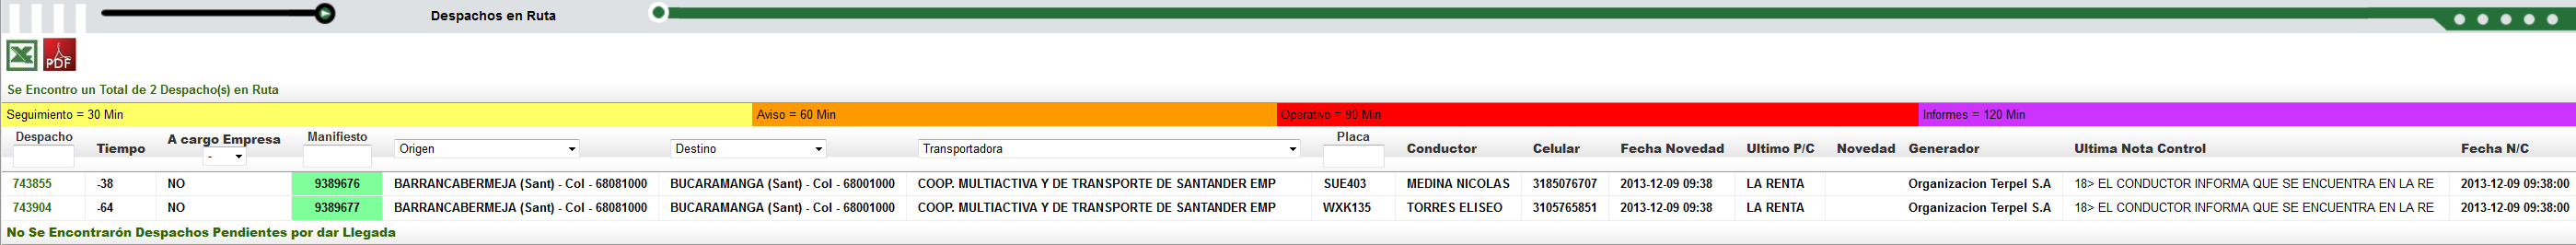 Despachos en Ruta
PDF
Se Encontro un Total de 2 Despacho(s) en Ruta
Seguimiento = 30 Min Aviso = 60 Min Operativo = 90 Min Informes = 120 Min
Despacho Tiempo A cargo Empresa - Manifiesto Origen Destino Transportadora Placa Conductor Celular Fecha Novedad Ultimo P/C Novedad Generador Ultima Nota Control Fecha N/C
743855 -38 NO 9389676 BARRANCABERMEJA (Sant) - Col - 68081000 BUCARAMANGA (Sant) - Col - 68001000 COOP. MULTIACTIVA Y DE TRANSPORTE DE SANTANDER EMP SUE403 MEDINA NICOLAS 3185076707 2013-12-09 09:38 LA RENTA Organizacion Terpel S.A 18> EL CONDUCTOR INFORMA QUE SE ENCUENTRA EN LA RE 2013-12-09 09:38:00
743904 -64 NO 9389677 BARRANCABERMEJA (Sant) - Col - 68081000 BUCARAMANGA (Sant) - Col - 68001000 COOP. MULTIACTIVA Y DE TRANSPORTE DE SANTANDER EMP WXK135 TORRES ELISEO 3105765851 2013-12-09 09:38 LA RENTA Organizacion Terpel S.A 18> EL CONDUCTOR INFORMA QUE SE ENCUENTRA EN LA RE 2013-12-09 09:38:00
No Se Encontrarón Despachos Pendientes por dar Llegada